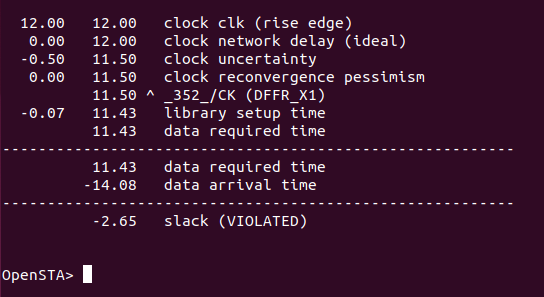 12.00 12.00 clock clk (rise edge)
0.00 12.00 clock network delay (ideal)
-0.50 11.50 clock uncertainty
0.00 11.50 clock reconvergence pessimism
11.50 ^ _352_/CK (DFFR_X1)
-0.07 11.43 library setup time
11.43 data required time
---------------------------------------------------------
11.43 data required time
-14.08 data arrival time
---------------------------------------------------------
-2.65 slack (VIOLATED)
OpenSTA>